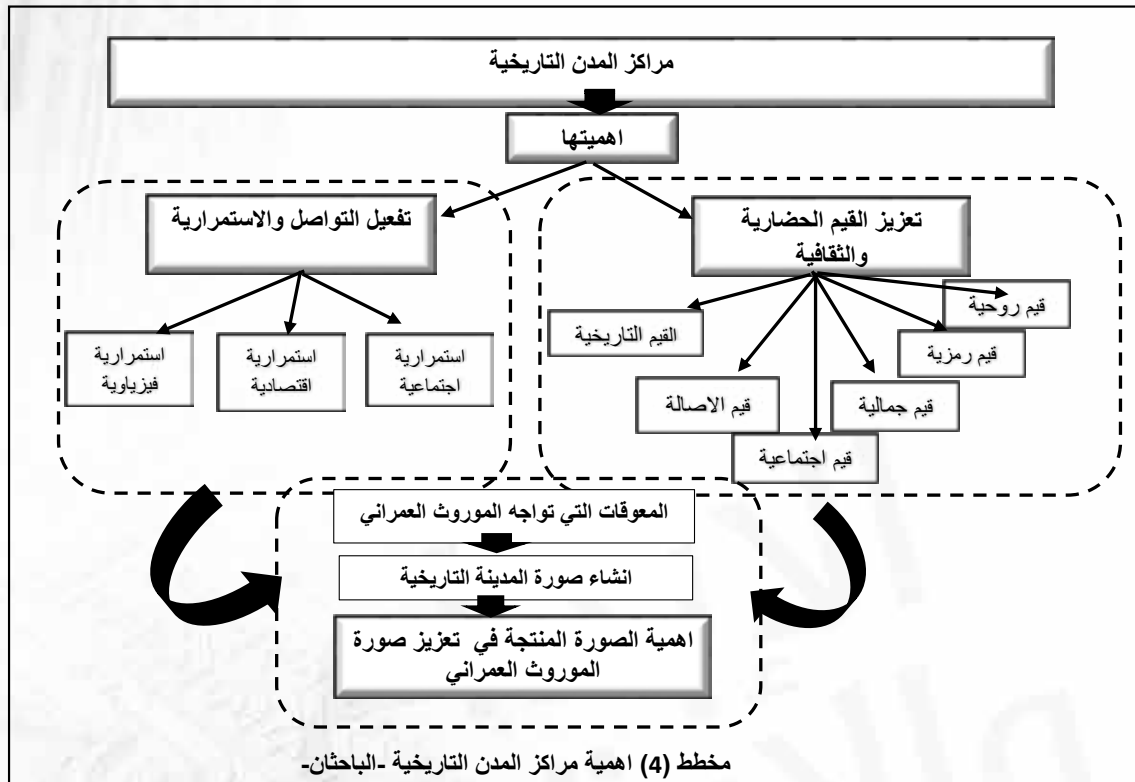 مراكز المدن التاريخية
اهميتها
تعزيز القيم الحضارية
والثقافية
قيم روحية
قيم رمزية
قيم جمالية
قيم اجتماعية
قيم الاصالة
القيم التاريخية
تفعيل التواصل والاستمرارية
استمرارية
اجتماعية
استمرارية
اقتصادية
استمرارية
فيزياوية
المعوقات التي تواجه الموروث العمراني
انشاء صورة المدينة التاريخية
اهمية الصورة المنتجة في تعزيز صورة
الموروث العمراني
مخطط (4) اهمية مراكز المدن التاريخية -الباحثان-